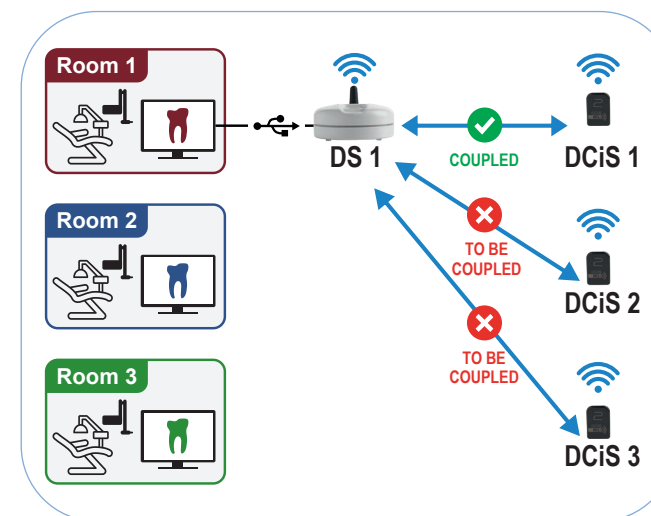 Room 1
DS 1
COUPLED
DCiS 1
Room 2
TO BE
COUPLED
DCiS 2
Room 3
TO BE
COUPLED
DCiS 3